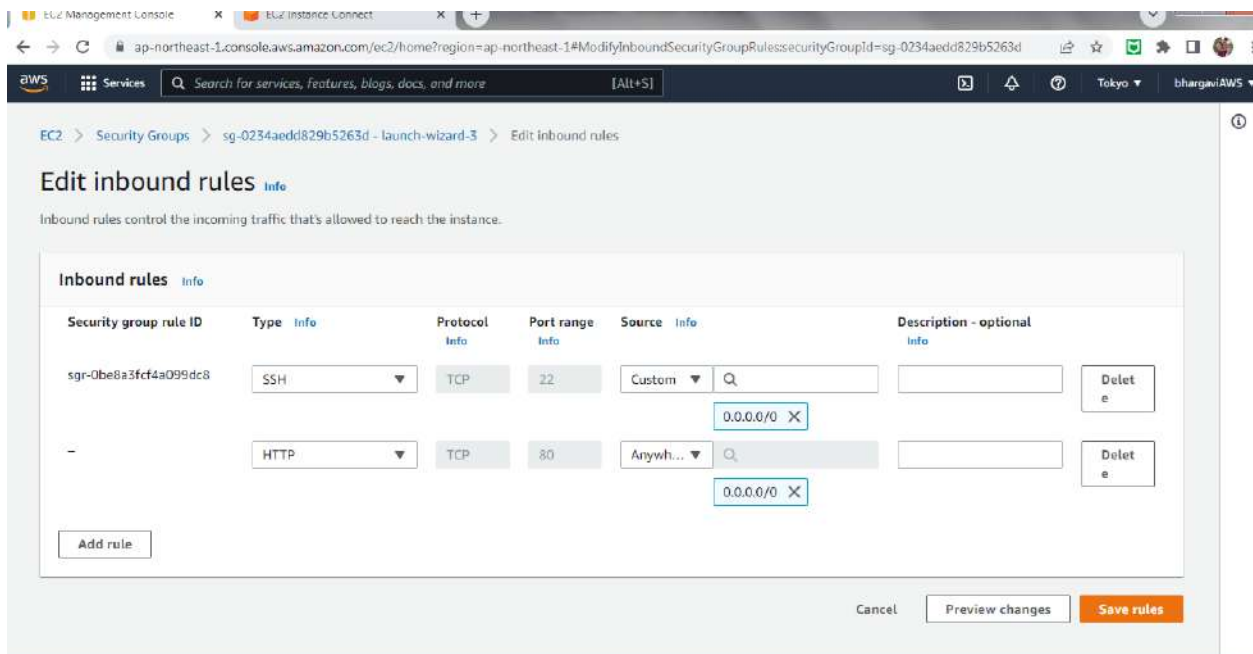 EC2 Management Console
EC2 Instance Connect
ap-northeast-1.console.aws.amazon.com/ec2/home?region=ap-northeast-1#ModifyInboundSecurityGroupRules:securityGroupId=sg-0234aedd829b5263d
aws Services Search for services, features, blogs, docs, and more [Alt+S] Tokyo bhargaviAWS
EC2 > Security Groups > sg-0234aedd829b5263d - launch-wizard-3 > Edit inbound rules
Edit inbound rules Info
Inbound rules control the incoming traffic that's allowed to reach the instance.
Inbound rules Info
Security group rule ID Type Info Protocol Info Port range Info Source Info Description - optional Info
sgr-0be8a3fcf4a099dc8 SSH TCP 22 Custom Delet
e
0.0.0.0/0
– HTTP TCP 80 Anywh... Delet
e
0.0.0.0/0
Add rule
Cancel Preview changes Save rules